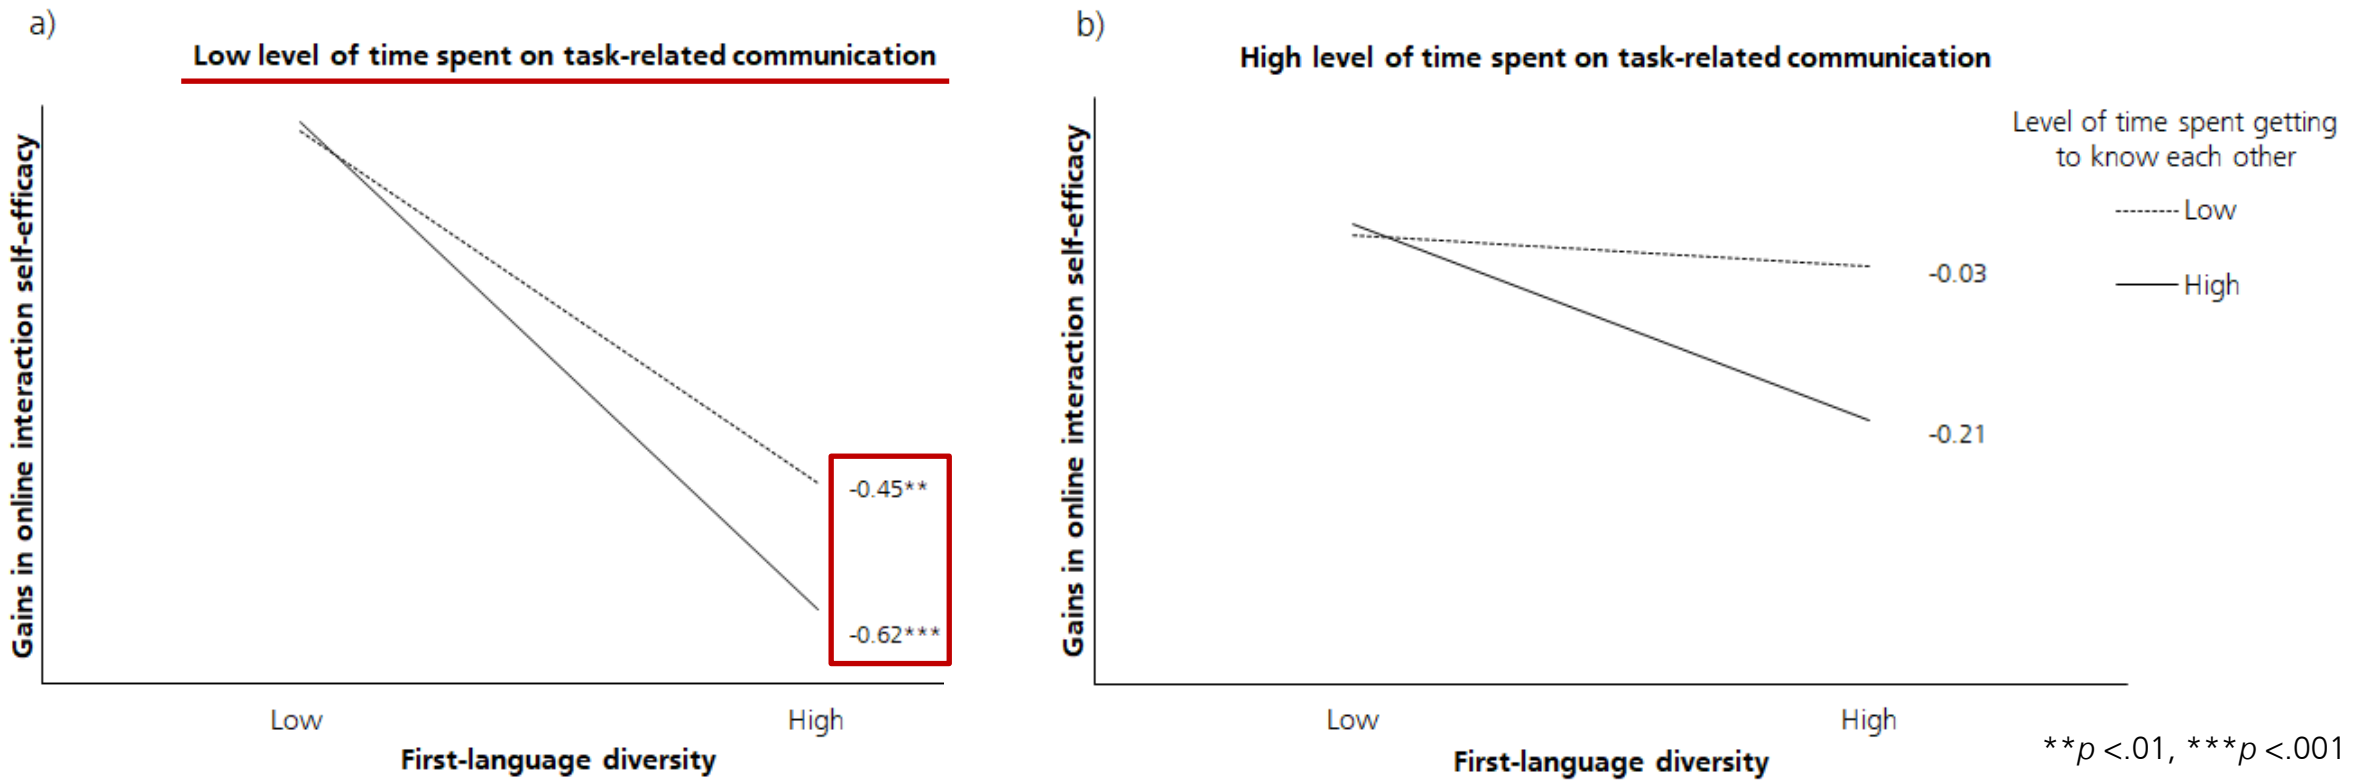 a)
Low level of time spent on task-related communication
Gains in online interaction self-efficacy
-0.45**
-0.62***
Low
High
First-language diversity
b)
High level of time spent on task-related communication
Gains in online interaction self-efficacy
-0.03
-0.21
Low
High
First-language diversity
Level of time spent getting
to know each other
Low
High
**p <.01, ***p <.001